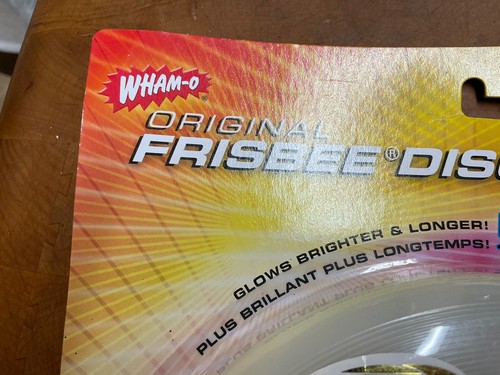 WHAM-O®
ORIGINAL
FRISBEE® DISC
GLOWS BRIGHTER & LONGER!
PLUS BRILLANT PLUS LONGTEMPS!